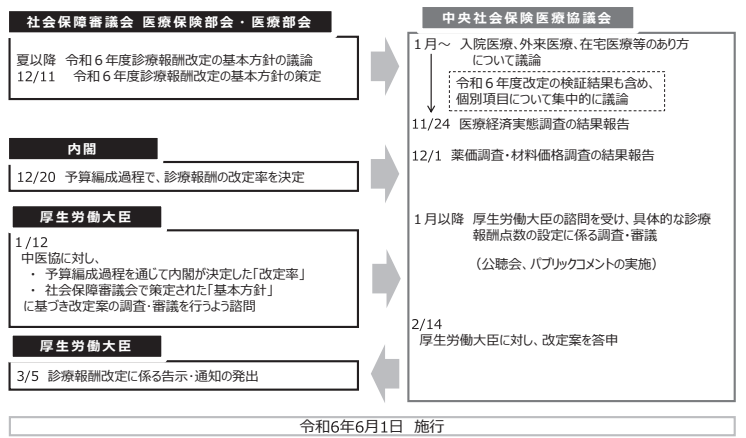 社会保障審議会 医療保険部会・医療部会
夏以降 令和６年度診療報酬改定の基本方針の議論
12/11 令和６年度診療報酬改定の基本方針の策定
内閣
12/20 予算編成過程で、診療報酬の改定率を決定
厚生労働大臣
1/12
中医協に対し、
・ 予算編成過程を通じて内閣が決定した「改定率」
・ 社会保障審議会で策定された「基本方針」
に基づき改定案の調査・審議を行うよう諮問
厚生労働大臣
3/5 診療報酬改定に係る告示・通知の発出
中央社会保険医療協議会
１月～ 入院医療、外来医療、在宅医療等のあり方
について議論
令和６年度改定の検証結果も含め、
個別項目について集中的に議論
11/24 医療経済実態調査の結果報告
12/1 薬価調査・材料価格調査の結果報告
１月以降 厚生労働大臣の諮問を受け、具体的な診療
報酬点数の設定に係る調査・審議
（公聴会、パブリックコメントの実施）
2/14
厚生労働大臣に対し、改定案を答申
令和6年6月1日 施行